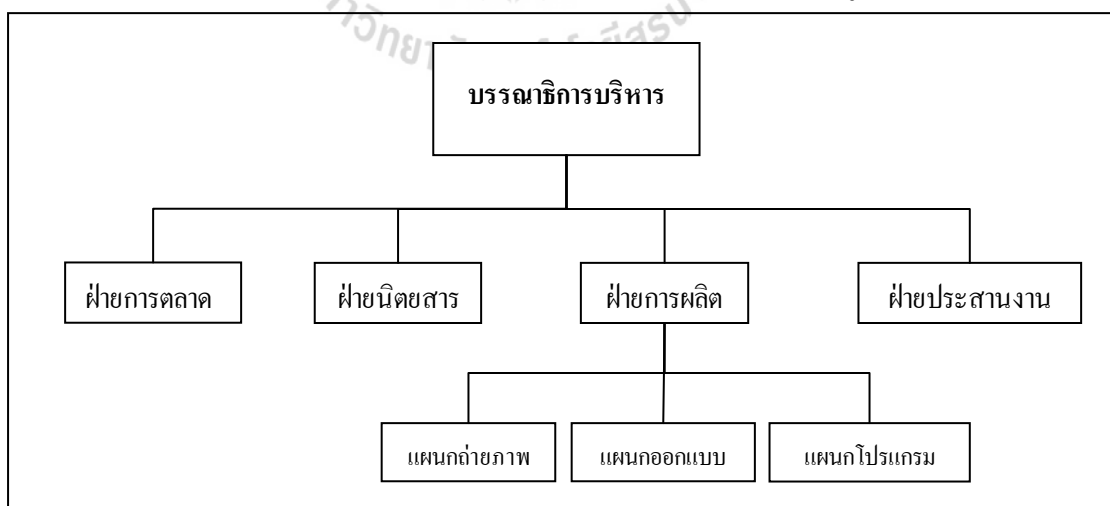 บรรณาธิการบริหาร
ฝ่ายการตลาด
ฝ่ายนิตยสาร
ฝ่ายการผลิต
ฝ่ายประสานงาน
แผนกถ่ายภาพ
แผนกออกแบบ
แผนกโปรแกรม